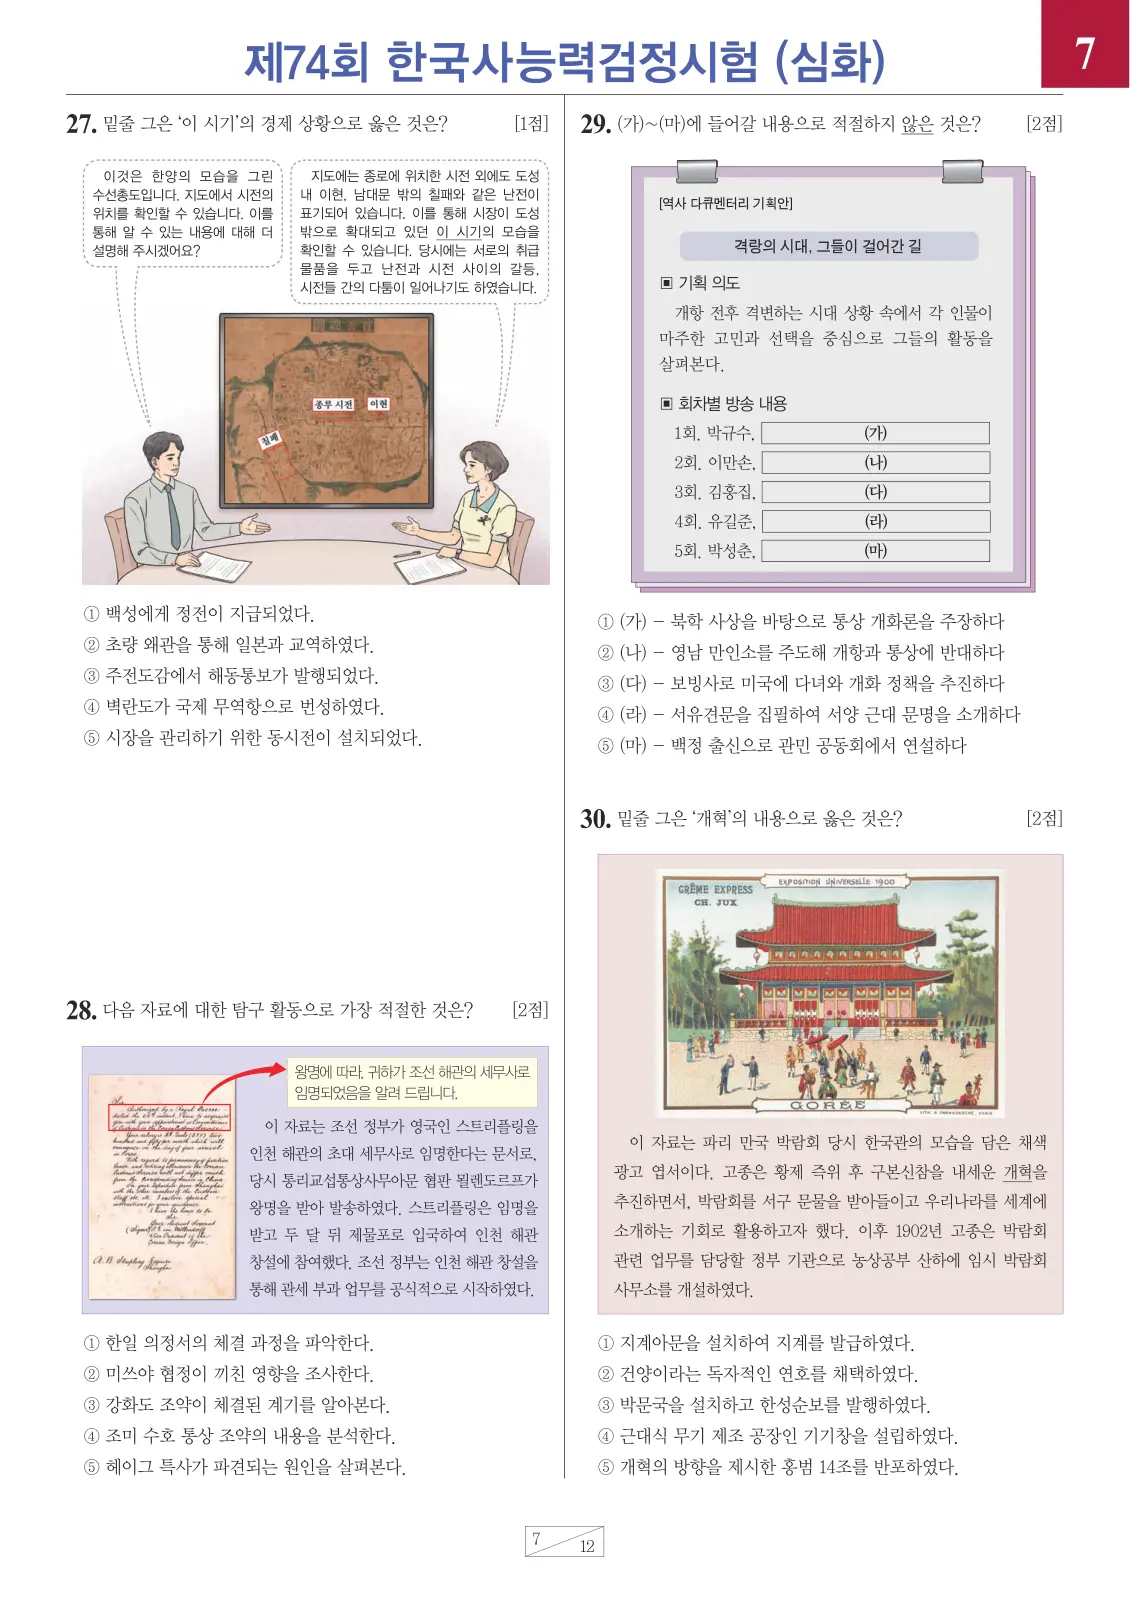 제74회 한국사능력검정시험 (심화)
7
27. 밑줄 그은 ‘이 시기’의 경제 상황으로 옳은 것은? [1점]
이것은 한양의 모습을 그린
수선총도입니다. 지도에서 시전의
위치를 확인할 수 있습니다. 이를
통해 알 수 있는 내용에 대해 더
설명해 주시겠어요?
지도에는 종로에 위치한 시전 외에도 도성
내 이현, 남대문 밖의 칠패와 같은 난전이
표기되어 있습니다. 이를 통해 시장이 도성
밖으로 확대되고 있던 이 시기의 모습을
확인할 수 있습니다. 당시에는 서로의 취급
물품을 두고 난전과 시전 사이의 갈등,
시전들 간의 다툼이 일어나기도 하였습니다.
종루 시전
이현
칠패
① 백성에게 정전이 지급되었다.
② 초량 왜관을 통해 일본과 교역하였다.
③ 주전도감에서 해동통보가 발행되었다.
④ 벽란도가 국제 무역항으로 번성하였다.
⑤ 시장을 관리하기 위한 동시전이 설치되었다.
28. 다음 자료에 대한 탐구 활동으로 가장 적절한 것은? [2점]
왕명에 따라, 귀하가 조선 해관의 세무사로
임명되었음을 알려 드립니다.
이 자료는 조선 정부가 영국인 스트리플링을
인천 해관의 초대 세무사로 임명한다는 문서로,
당시 통리교섭통상사무아문 협판 묄렌도르프가
왕명을 받아 발송하였다. 스트리플링은 임명을
받고 두 달 뒤 제물포로 입국하여 인천 해관
창설에 참여했다. 조선 정부는 인천 해관 창설을
통해 관세 부과 업무를 공식적으로 시작하였다.
① 한일 의정서의 체결 과정을 파악한다.
② 미쓰야 협정이 끼친 영향을 조사한다.
③ 강화도 조약이 체결된 계기를 알아본다.
④ 조미 수호 통상 조약의 내용을 분석한다.
⑤ 헤이그 특사가 파견되는 원인을 살펴본다.
29. (가)~(마)에 들어갈 내용으로 적절하지 않은 것은? [2점]
[역사 다큐멘터리 기획안]
격랑의 시대, 그들이 걸어간 길
▣ 기획 의도
개항 전후 격변하는 시대 상황 속에서 각 인물이
마주한 고민과 선택을 중심으로 그들의 활동을
살펴본다.
▣ 회차별 방송 내용
1회. 박규수, (가)
2회. 이만손, (나)
3회. 김홍집, (다)
4회. 유길준, (라)
5회. 박성춘, (마)
① (가) – 북학 사상을 바탕으로 통상 개화론을 주장하다
② (나) – 영남 만인소를 주도해 개항과 통상에 반대하다
③ (다) – 보빙사로 미국에 다녀와 개화 정책을 추진하다
④ (라) – 서유견문을 집필하여 서양 근대 문명을 소개하다
⑤ (마) – 백정 출신으로 관민 공동회에서 연설하다
30. 밑줄 그은 ‘개혁’의 내용으로 옳은 것은? [2점]
EXPOSITION UNIVERSELLE 1900
CRÊME EXPRESS
CH. JUX
GORÉE
이 자료는 파리 만국 박람회 당시 한국관의 모습을 담은 채색
광고 엽서이다. 고종은 황제 즉위 후 구본신참을 내세운 개혁을
추진하면서, 박람회를 서구 문물을 받아들이고 우리나라를 세계에
소개하는 기회로 활용하고자 했다. 이후 1902년 고종은 박람회
관련 업무를 담당할 정부 기관으로 농상공부 산하에 임시 박람회
사무소를 개설하였다.
① 지계아문을 설치하여 지계를 발급하였다.
② 건양이라는 독자적인 연호를 채택하였다.
③ 박문국을 설치하고 한성순보를 발행하였다.
④ 근대식 무기 제조 공장인 기기창을 설립하였다.
⑤ 개혁의 방향을 제시한 홍범 14조를 반포하였다.
7
12